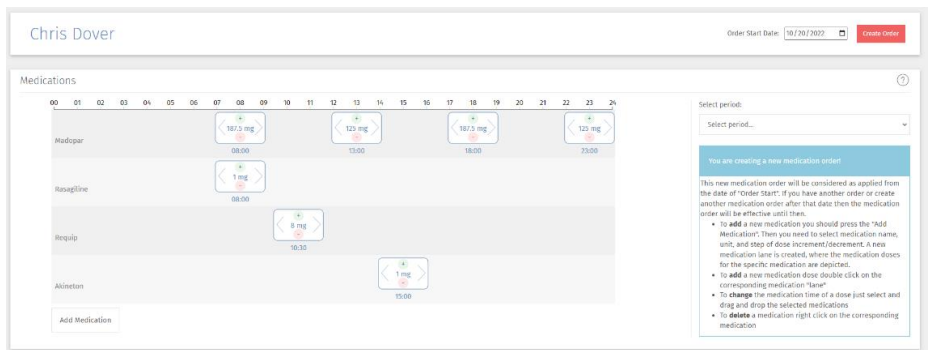 Chris Dover
Order Start Date: 10/20/2022
Create Order
Medications
?
00 01 02 03 04 05 06 07 08 09 10 11 12 13 14 15 16 17 18 19 20 21 22 23 24
Madopar
+ + + +
187.5 mg 125 mg 187.5 mg 125 mg
- - - -
08:00 13:00 18:00 23:00
Rasagiline
+
1 mg
-
08:00
Requip
+
8 mg
-
10:30
Akineton
+
1 mg
-
15:00
Add Medication
Select period:
Select period...
You are creating a new medication order!
This new medication order will be considered as applied from
the date of "Order Start". If you have another order or create
another medication order after that date then the medication
order will be effective until then.
• To add a new medication you should press the "Add
Medication". Then you need to select medication name,
unit, and step of dose increment/decrement. A new
medication lane is created, where the medication doses
for the specific medication are depicted.
• To add a new medication dose double click on the
corresponding medication "lane"
• To change the medication time of a dose just select and
drag and drop the selected medications
• To delete a medication right click on the corresponding
medication